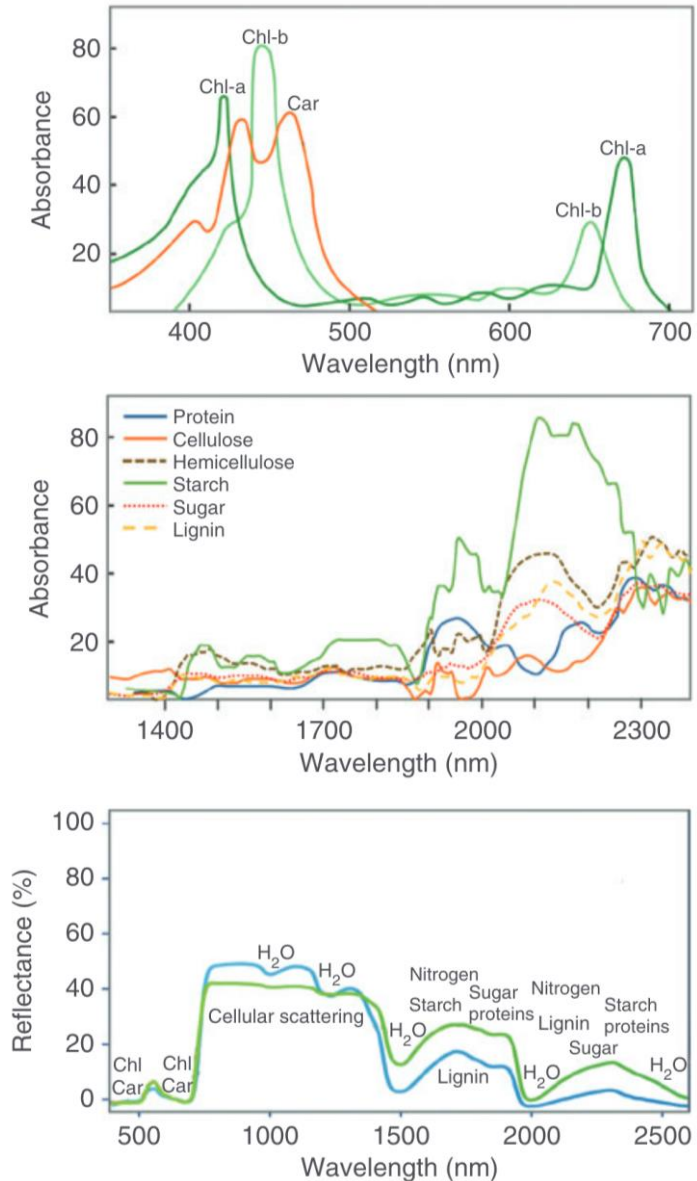 Absorbance
80
60
40
20
Chl-a
Chl-b
Car
Chl-b
Chl-a
400 500 600 700
Wavelength (nm)
Absorbance
80
60
40
20
Protein
Cellulose
Hemicellulose
Starch
Sugar
Lignin
1400 1700 2000 2300
Wavelength (nm)
Reflectance (%)
100
80
60
40
20
0
Chl
Car
Chl
Car
H2O
H2O
Cellular scattering
H2O
Nitrogen
Starch
Sugar
proteins
Lignin
H2O
Nitrogen
Lignin
Sugar
Starch
proteins
H2O
500 1000 1500 2000 2500
Wavelength (nm)